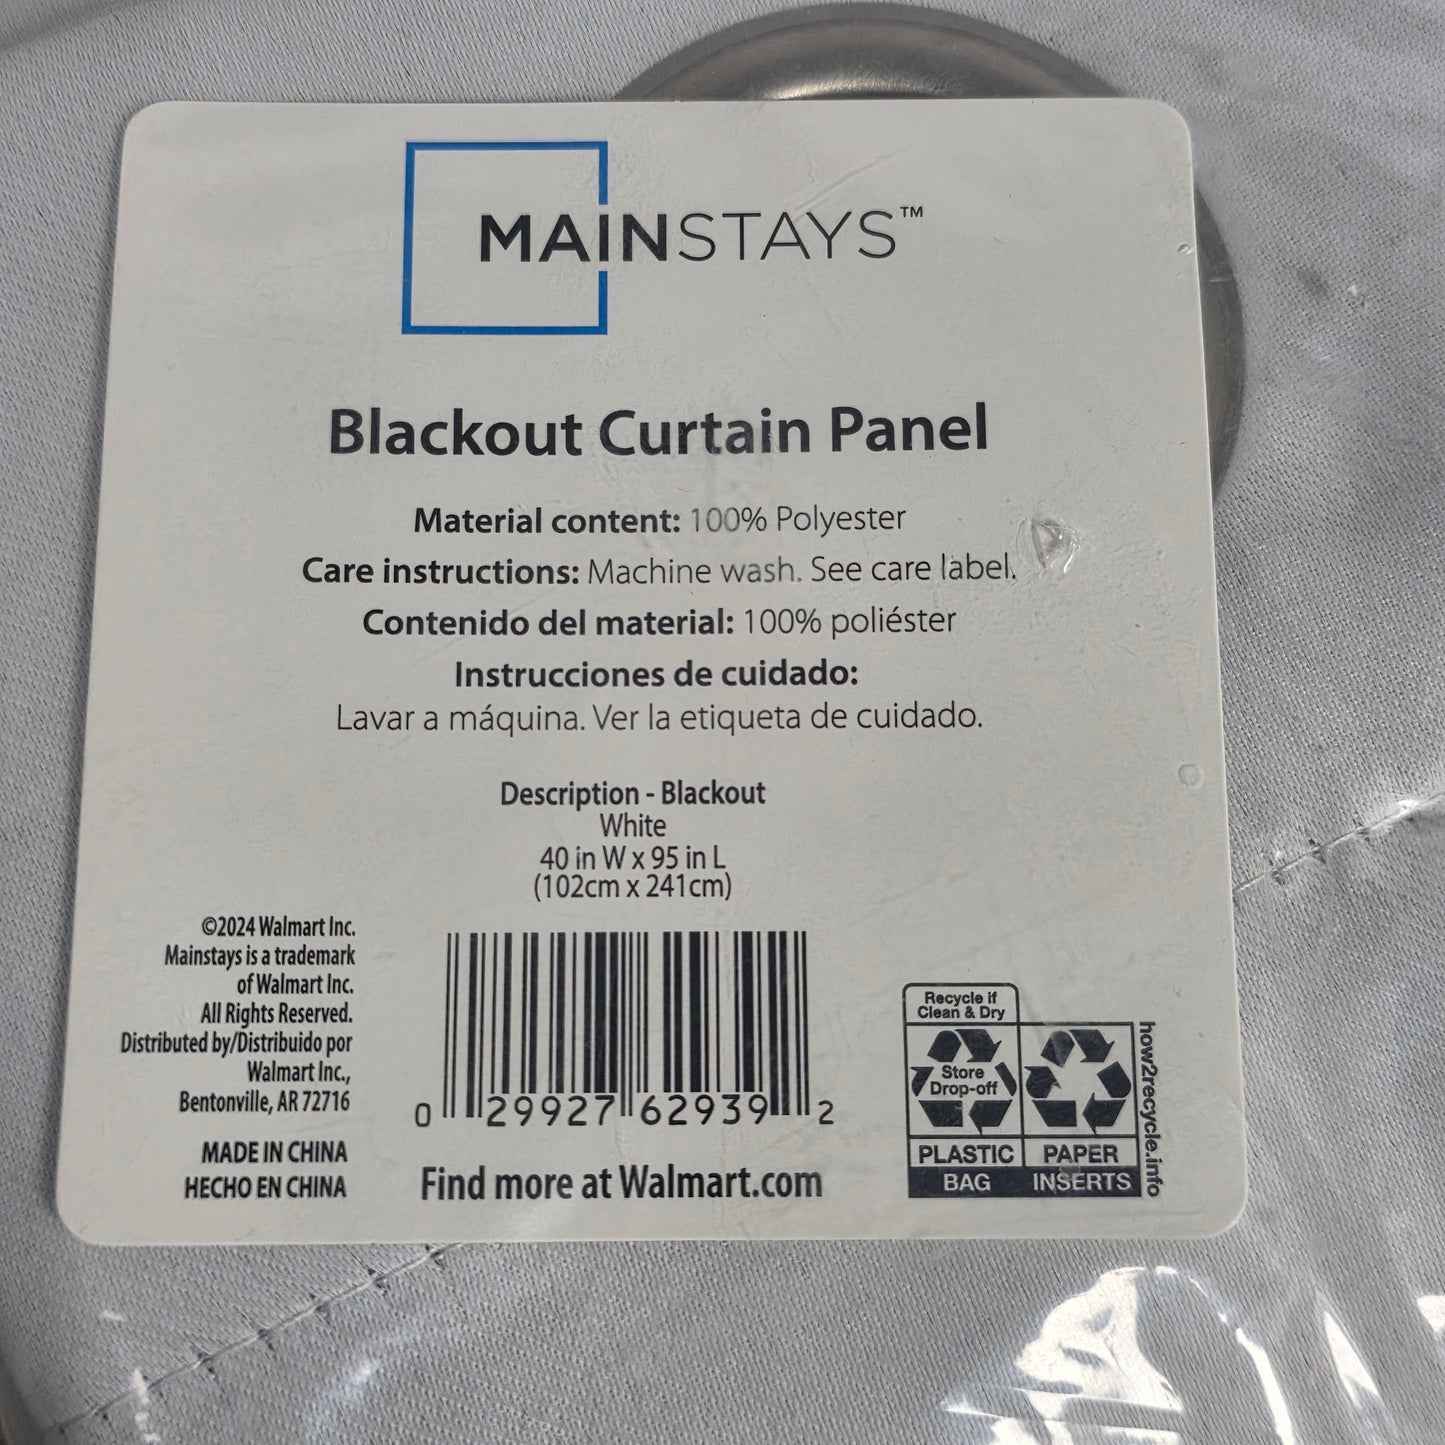 MAINSTAYS™
Blackout Curtain Panel
Material content: 100% Polyester
Care instructions: Machine wash. See care label.
Contenido del material: 100% poliéster
Instrucciones de cuidado:
Lavar a máquina. Ver la etiqueta de cuidado.
Description - Blackout
White
40 in W x 95 in L
(102cm x 241cm)
©2024 Walmart Inc.
Mainstays is a trademark
of Walmart Inc.
All Rights Reserved.
Distributed by/Distribuido por
Walmart Inc.,
Bentonville, AR 72716
MADE IN CHINA
HECHO EN CHINA
0 29927 62939 2
Find more at Walmart.com
Recycle if
Clean & Dry
Store
Drop-off
PLASTIC
BAG
PAPER
INSERTS
how2recycle.info